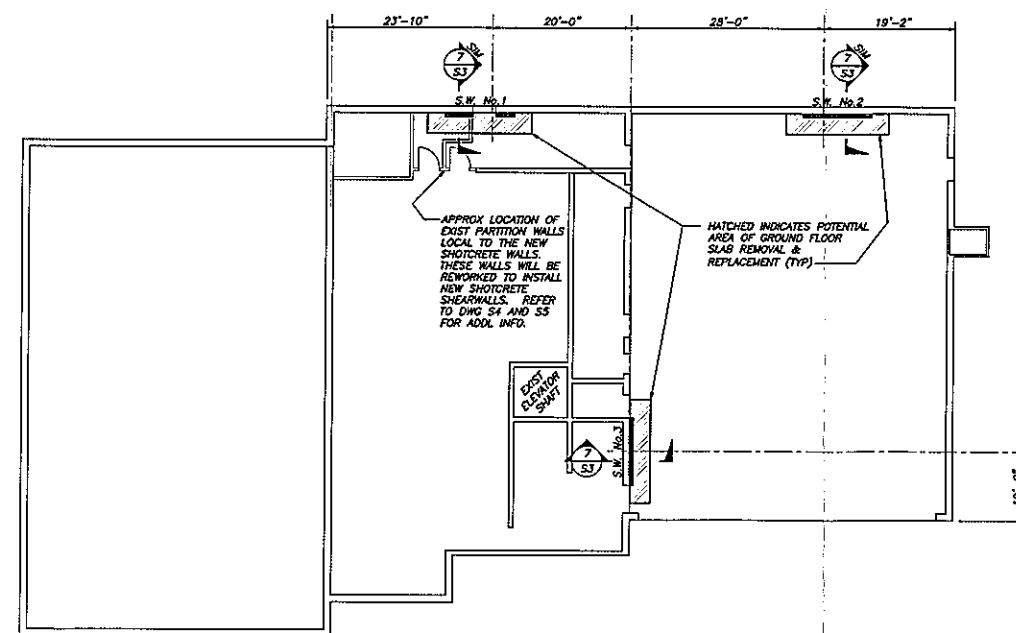 23'-10"
20'-0"
28'-0"
19'-2"
7
S3
SIM
7
S3
SIM
S.W. No.1
S.W. No.2
APPROX LOCATION OF
EXIST PARTITION WALLS
LOCAL TO THE NEW
SHOTCRETE WALLS.
THESE WALLS WILL BE
REWORKED TO INSTALL
NEW SHOTCRETE
SHEARWALLS. REFER
TO DWG S4 AND S5
FOR ADDL INFO.
HATCHED INDICATES POTENTIAL
AREA OF GROUND FLOOR
SLAB REMOVAL &
REPLACEMENT (TYP)
EXIST
ELEVATOR
SHAFT
S.W. No.3
7
S3